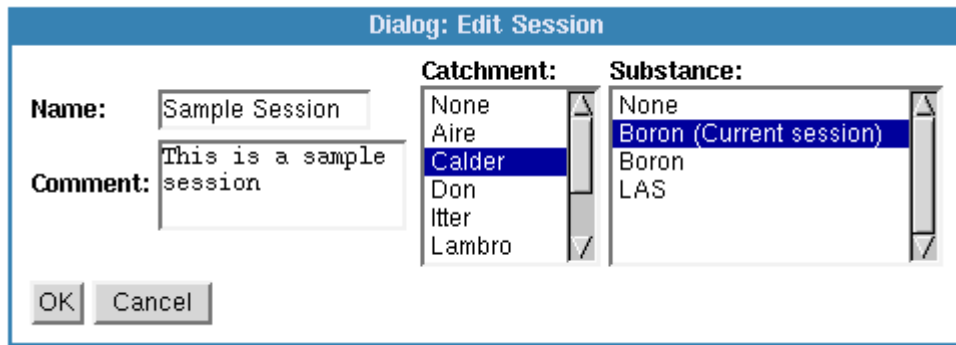 Dialog: Edit Session
Name:
Sample Session
Comment:
This is a sample
session
Catchment:
None
Aire
Calder
Don
Itter
Lambro
Substance:
None
Boron (Current session)
Boron
LAS
OK
Cancel